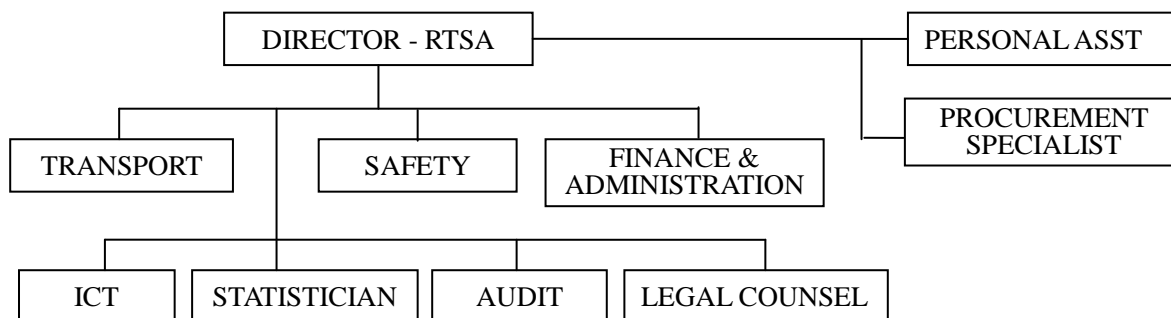 DIRECTOR - RTSA
PERSONAL ASST
PROCUREMENT
SPECIALIST
TRANSPORT
SAFETY
FINANCE &
ADMINISTRATION
ICT
STATISTICIAN
AUDIT
LEGAL COUNSEL